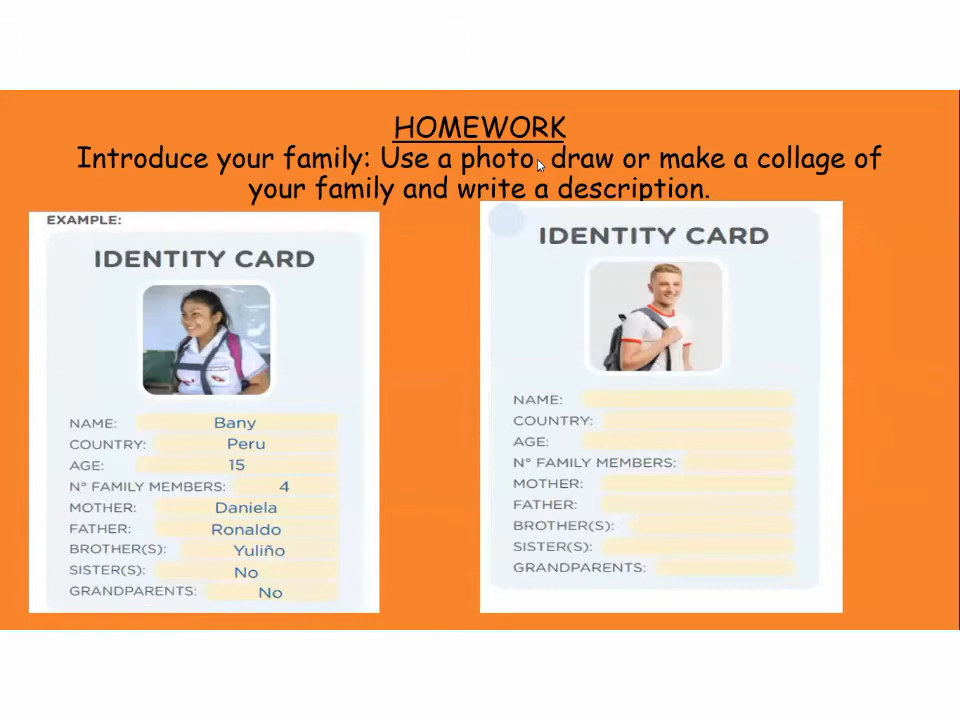 HOMEWORK
Introduce your family: Use a photo, draw or make a collage of
your family and write a description.
EXAMPLE:
IDENTITY CARD
NAME: Bany
COUNTRY: Peru
AGE: 15
N° FAMILY MEMBERS: 4
MOTHER: Daniela
FATHER: Ronaldo
BROTHER(S): Yuliño
SISTER(S): No
GRANDPARENTS: No
IDENTITY CARD
NAME:
COUNTRY:
AGE:
N° FAMILY MEMBERS:
MOTHER:
FATHER:
BROTHER(S):
SISTER(S):
GRANDPARENTS: